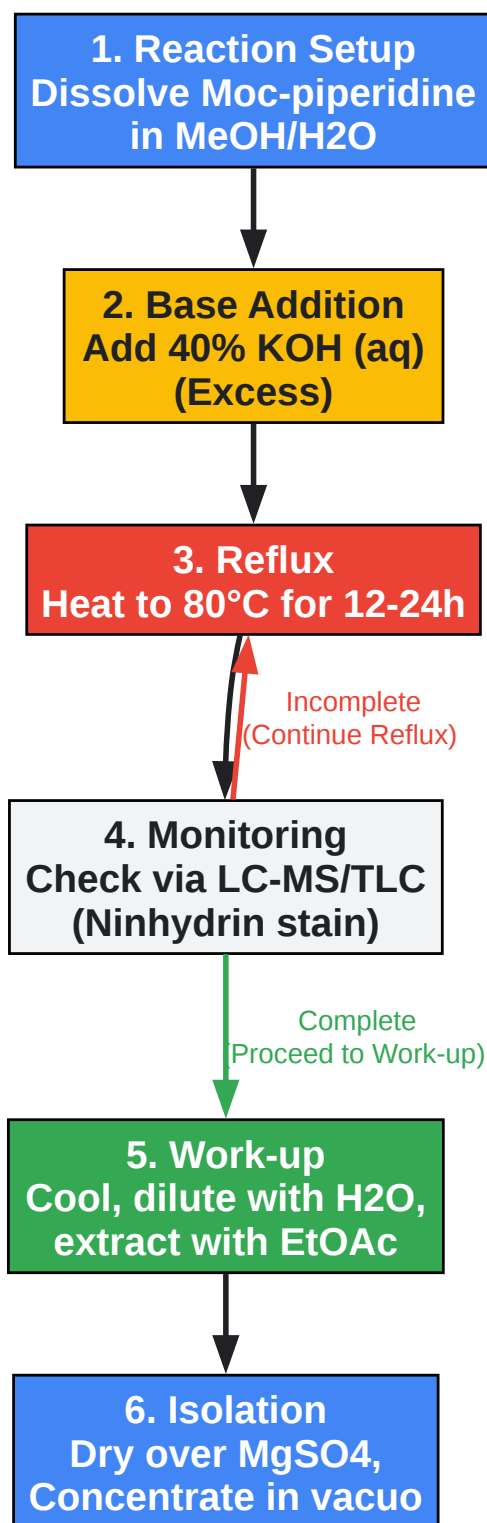 1. Reaction Setup
Dissolve Moc-piperidine
in MeOH/H2O
2. Base Addition
Add 40% KOH (aq)
(Excess)
3. Reflux
Heat to 80°C for 12-24h
Incomplete
(Continue Reflux)
4. Monitoring
Check via LC-MS/TLC
(Ninhydrin stain)
Complete
(Proceed to Work-up)
5. Work-up
Cool, dilute with H2O,
extract with EtOAc
6. Isolation
Dry over MgSO4,
Concentrate in vacuo